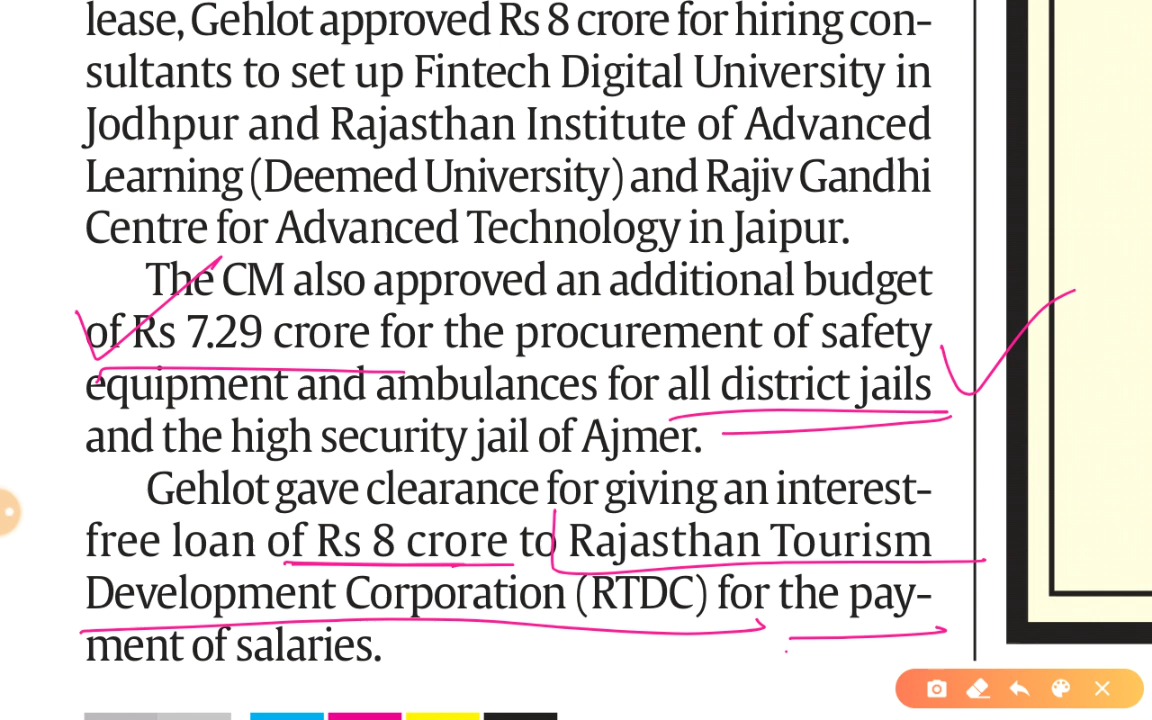 lease, Gehlot approved Rs 8 crore for hiring con-
sultants to set up Fintech Digital University in
Jodhpur and Rajasthan Institute of Advanced
Learning (Deemed University) and Rajiv Gandhi
Centre for Advanced Technology in Jaipur.
The CM also approved an additional budget
of Rs 7.29 crore for the procurement of safety
equipment and ambulances for all district jails
and the high security jail of Ajmer.
Gehlot gave clearance for giving an interest-
free loan of Rs 8 crore to Rajasthan Tourism
Development Corporation (RTDC) for the pay-
ment of salaries.